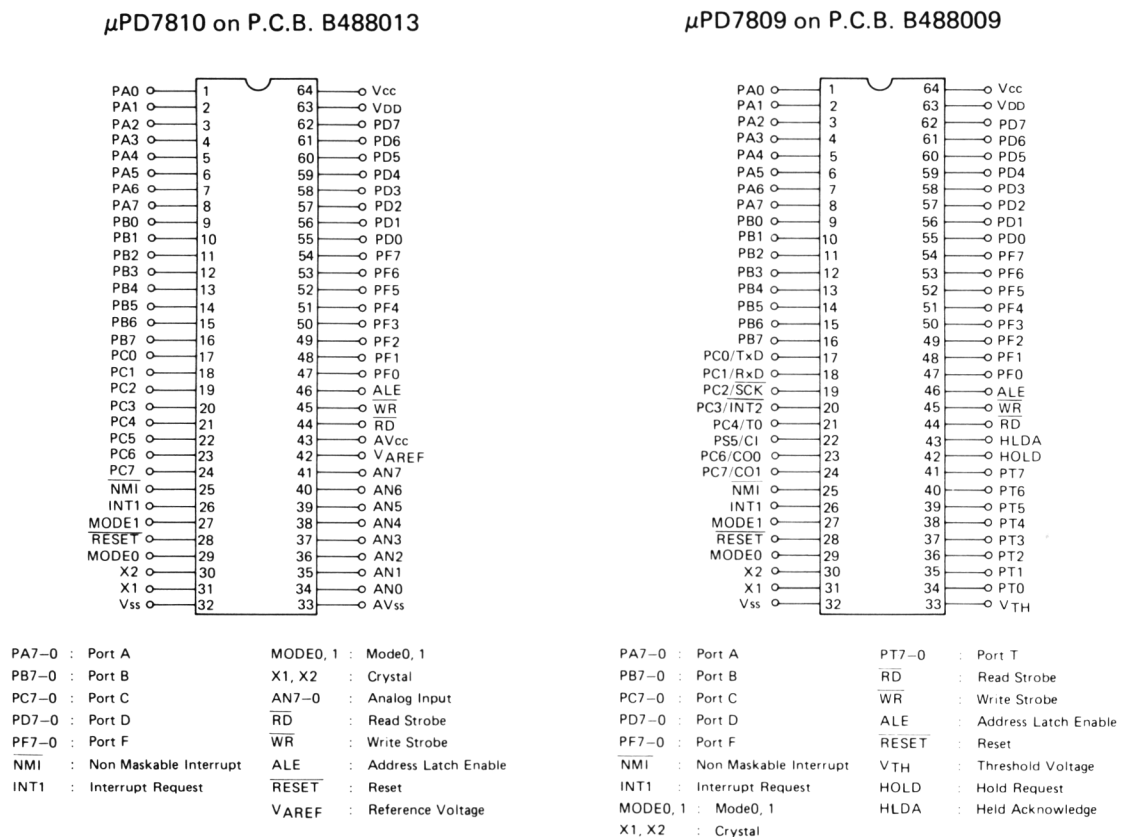 μPD7810 on P.C.B. B488013
PA0 1 64 Vcc
PA1 2 63 VDD
PA2 3 62 PD7
PA3 4 61 PD6
PA4 5 60 PD5
PA5 6 59 PD4
PA6 7 58 PD3
PA7 8 57 PD2
PB0 9 56 PD1
PB1 10 55 PD0
PB2 11 54 PF7
PB3 12 53 PF6
PB4 13 52 PF5
PB5 14 51 PF4
PB6 15 50 PF3
PB7 16 49 PF2
PC0 17 48 PF1
PC1 18 47 PF0
PC2 19 46 ALE
PC3 20 45 WR
PC4 21 44 RD
PC5 22 43 AVcc
PC6 23 42 VAREF
PC7 24 41 AN7
NMI 25 40 AN6
INT1 26 39 AN5
MODE1 27 38 AN4
RESET 28 37 AN3
MODE0 29 36 AN2
X2 30 35 AN1
X1 31 34 AN0
Vss 32 33 AVss
PA7–0 : Port A MODE0, 1 : Mode0, 1
PB7–0 : Port B X1, X2 : Crystal
PC7–0 : Port C AN7–0 : Analog Input
PD7–0 : Port D RD : Read Strobe
PF7–0 : Port F WR : Write Strobe
NMI : Non Maskable Interrupt ALE : Address Latch Enable
INT1 : Interrupt Request RESET : Reset
VAREF : Reference Voltage
μPD7809 on P.C.B. B488009
PA0 1 64 Vcc
PA1 2 63 VDD
PA2 3 62 PD7
PA3 4 61 PD6
PA4 5 60 PD5
PA5 6 59 PD4
PA6 7 58 PD3
PA7 8 57 PD2
PB0 9 56 PD1
PB1 10 55 PD0
PB2 11 54 PF7
PB3 12 53 PF6
PB4 13 52 PF5
PB5 14 51 PF4
PB6 15 50 PF3
PB7 16 49 PF2
PC0/TxD 17 48 PF1
PC1/RxD 18 47 PF0
PC2/SCK 19 46 ALE
PC3/INT2 20 45 WR
PC4/T0 21 44 RD
PS5/CI 22 43 HLDA
PC6/CO0 23 42 HOLD
PC7/CO1 24 41 PT7
NMI 25 40 PT6
INT1 26 39 PT5
MODE1 27 38 PT4
RESET 28 37 PT3
MODE0 29 36 PT2
X2 30 35 PT1
X1 31 34 PT0
Vss 32 33 VTH
PA7–0 : Port A PT7–0 : Port T
PB7–0 : Port B RD : Read Strobe
PC7–0 : Port C WR : Write Strobe
PD7–0 : Port D ALE : Address Latch Enable
PF7–0 : Port F RESET : Reset
NMI : Non Maskable Interrupt VTH : Threshold Voltage
INT1 : Interrupt Request HOLD : Hold Request
MODE0, 1 : Mode0, 1 HLDA : Held Acknowledge
X1, X2 : Crystal